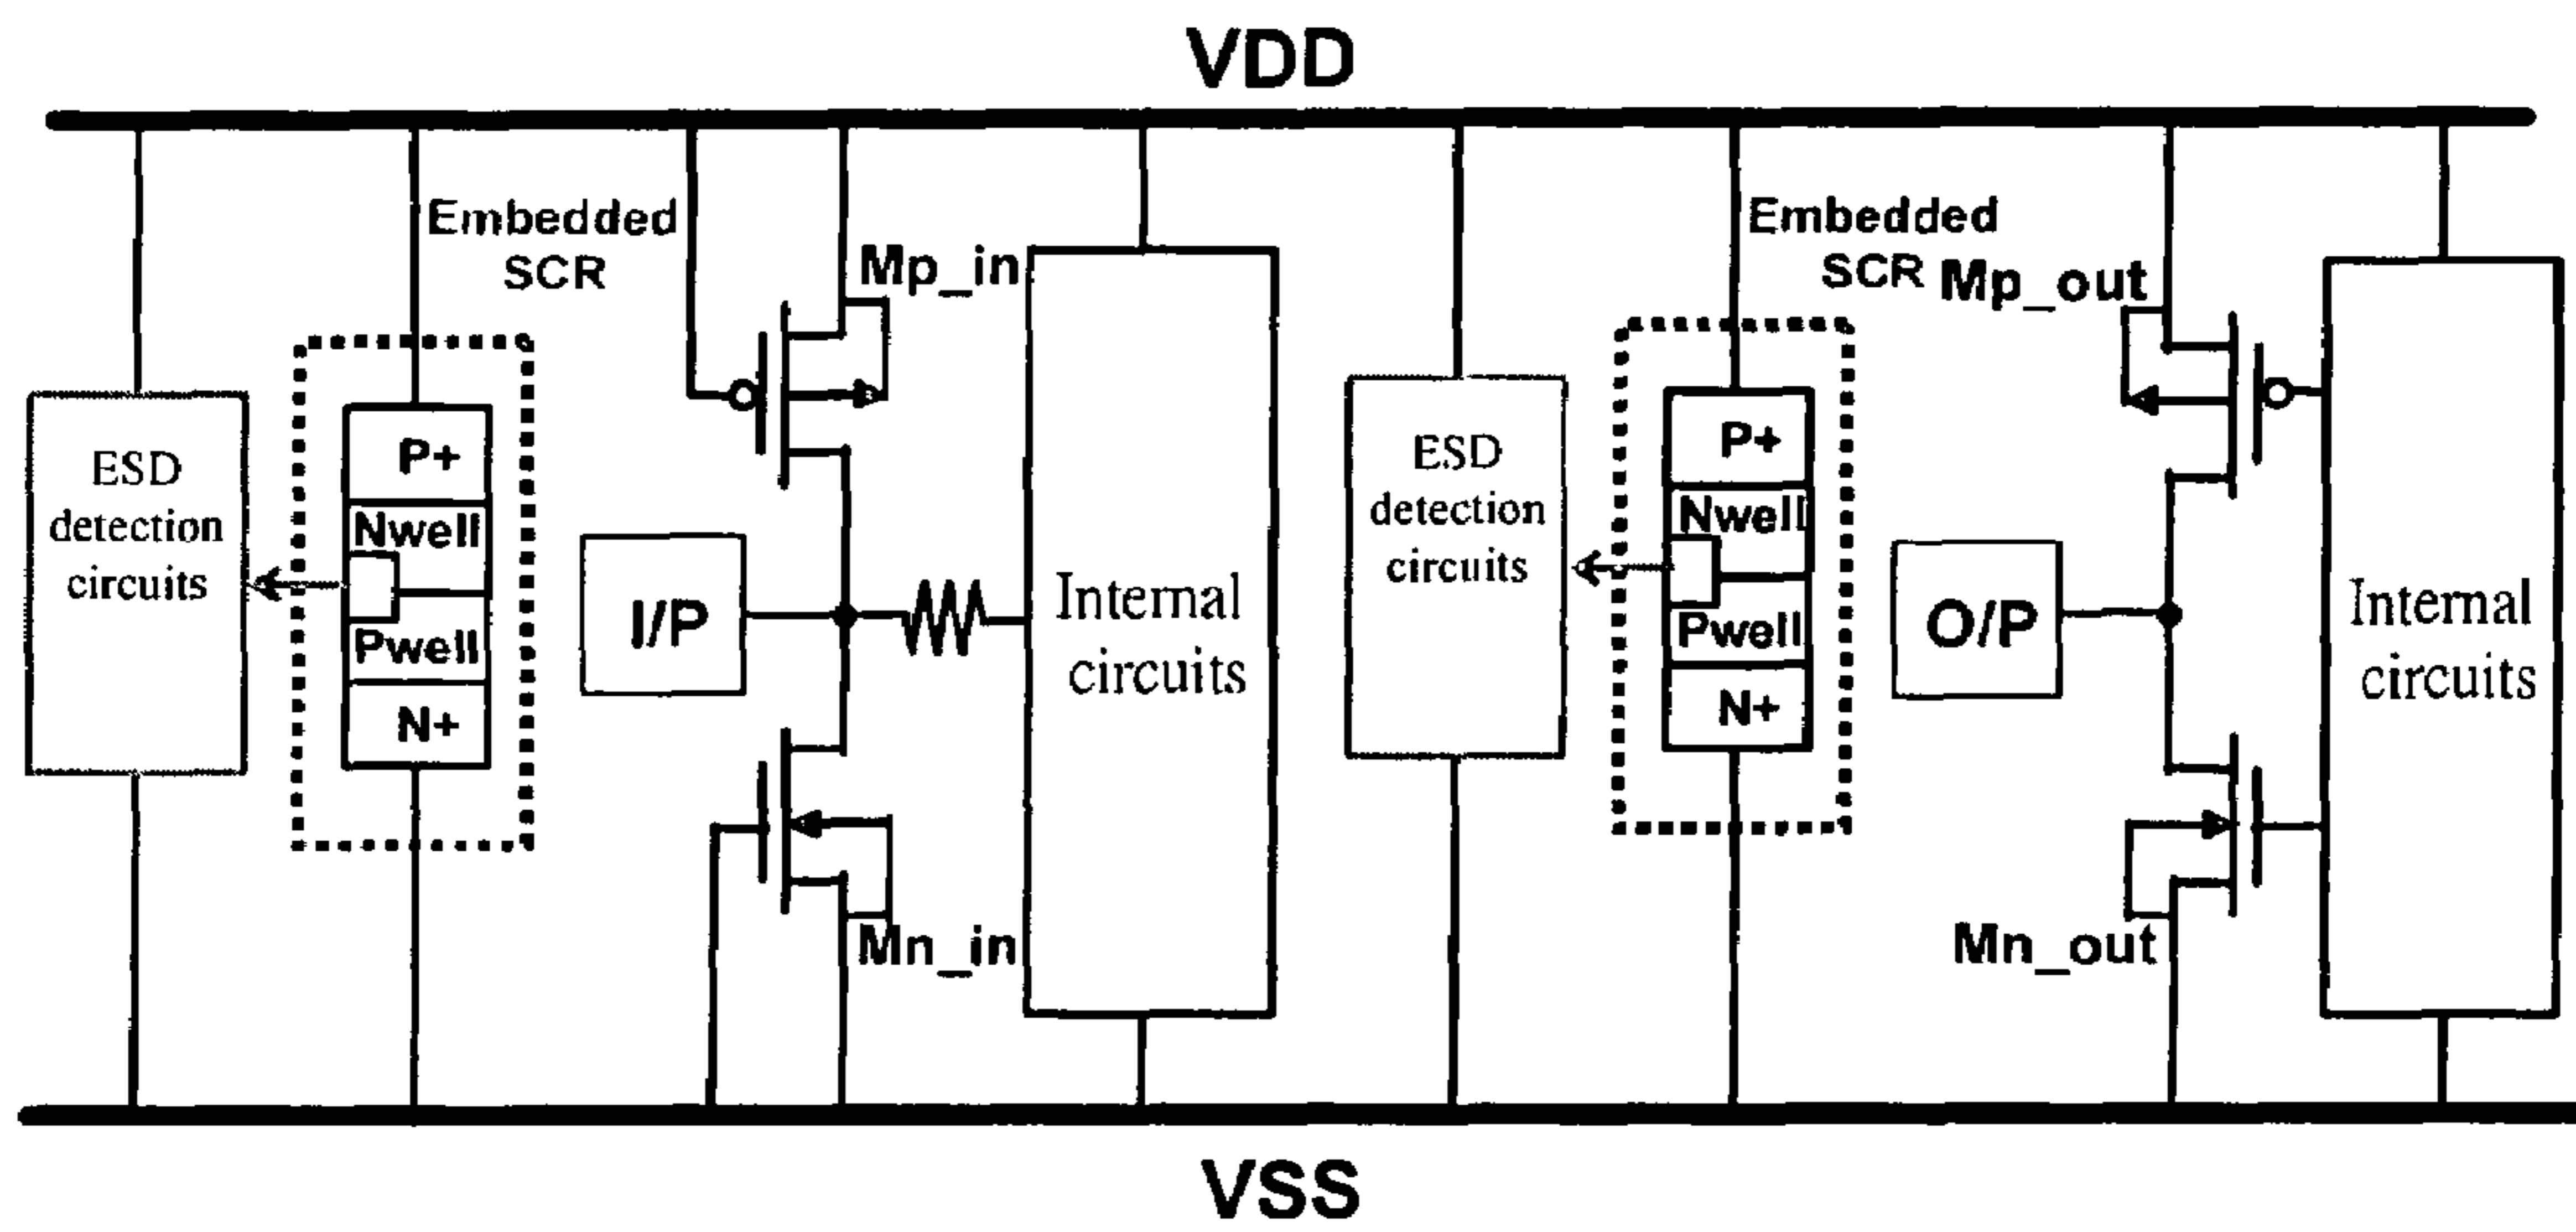 VDD
Embedded
SCR
Mp_in
ESD
detection
circuits
P+
Nwell
Pwell
N+
I/P
Mn_in
Internal
circuits
Embedded
SCR
Mp_out
ESD
detection
circuits
P+
Nwell
Pwell
N+
O/P
Mn_out
Internal
circuits
VSS